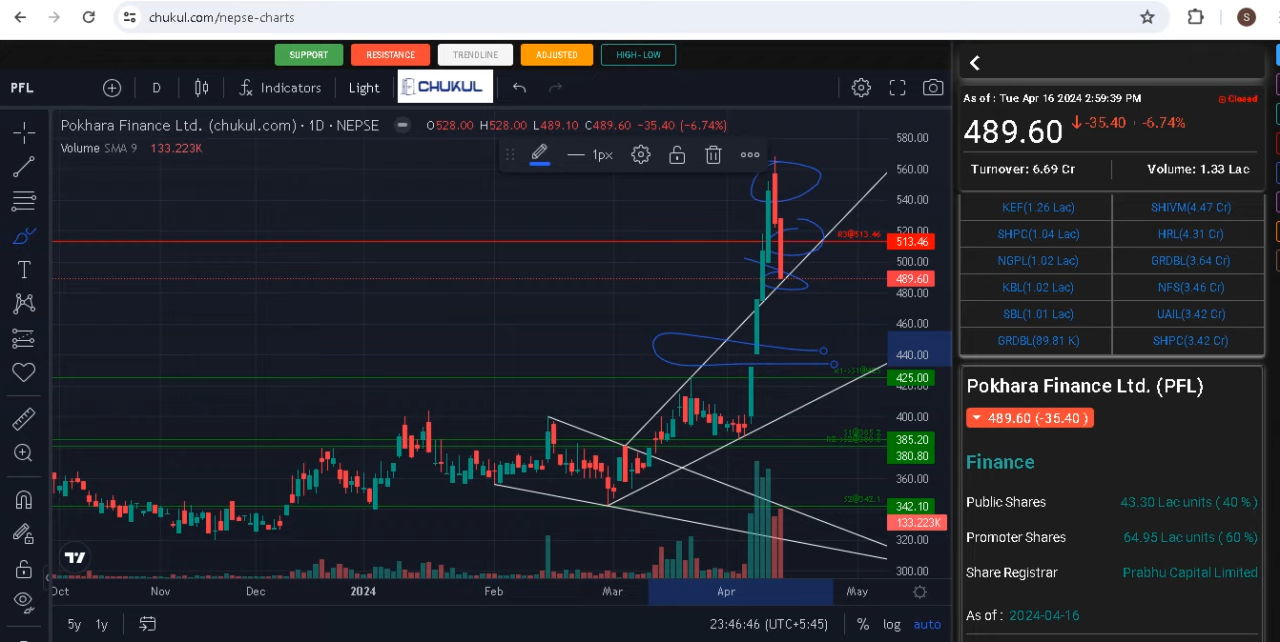 chukul.com/nepse-charts
S
SUPPORT RESISTANCE TRENDLINE ADJUSTED HIGH-LOW
PFL D Indicators Light CHUKUL
Pokhara Finance Ltd. (chukul.com) · 1D · NEPSE O528.00 H528.00 L489.10 C489.60 -35.40 (-6.74%)
Volume SMA 9 133.223K
1px
580.00
560.00
540.00
520.00
R3@513.46 513.46
500.00
489.60
480.00
460.00
440.00
425.00
420.00
400.00
385.20
380.80
360.00
S2@342.1 342.10
133.223K
320.00
300.00
Oct Nov Dec 2024 Feb Mar Apr May
5y 1y 23:46:46 (UTC+5:45) % log auto
As of : Tue Apr 16 2024 2:59:39 PM Closed
489.60 ↓-35.40 · -6.74%
Turnover: 6.69 Cr Volume: 1.33 Lac
KEF(1.26 Lac) SHIVM(4.47 Cr)
SHPC(1.04 Lac) HRL(4.31 Cr)
NGPL(1.02 Lac) GRDBL(3.64 Cr)
KBL(1.02 Lac) NFS(3.46 Cr)
SBL(1.01 Lac) UAIL(3.42 Cr)
GRDBL(89.81 K) SHPC(3.42 Cr)
Pokhara Finance Ltd. (PFL)
489.60 (-35.40 )
Finance
Public Shares 43.30 Lac units ( 40 % )
Promoter Shares 64.95 Lac units ( 60 %)
Share Registrar Prabhu Capital Limited
As of : 2024-04-16